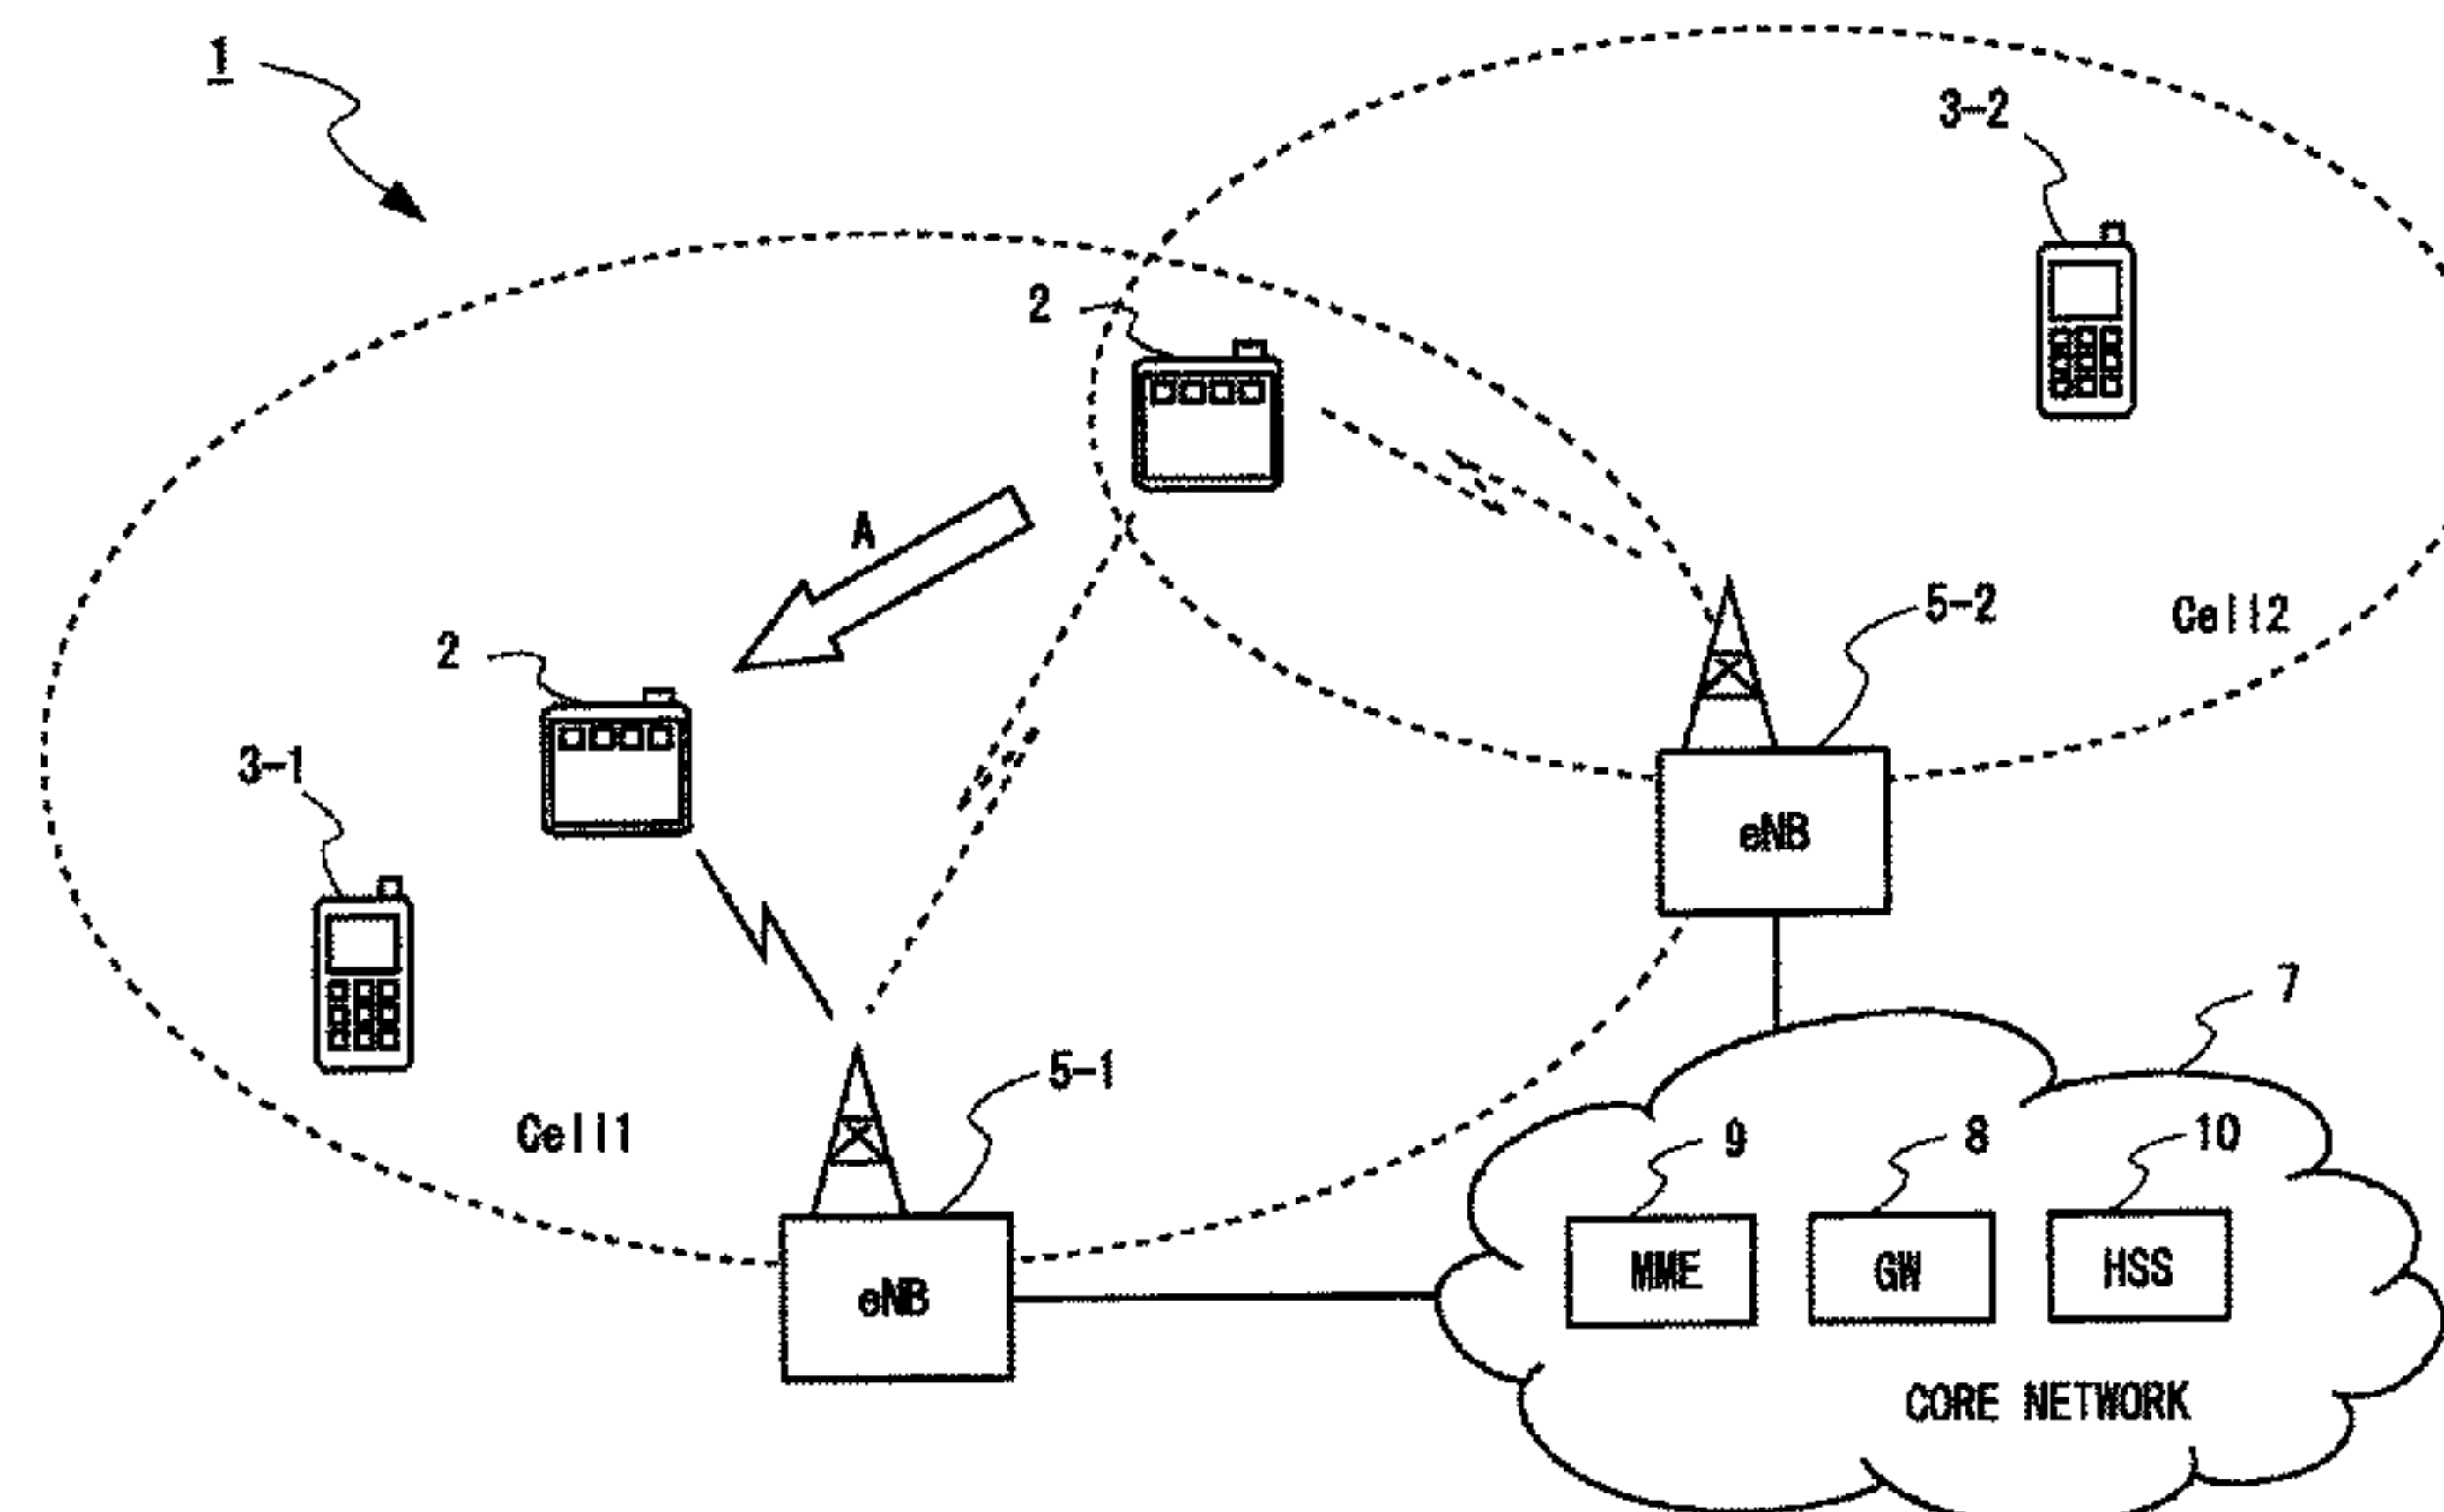 1
3-2
2
A
5-2
Cell2
2
3-1
eNB
7
5-1
Cell1
9
8
10
MME
GW
HSS
eNB
CORE NETWORK